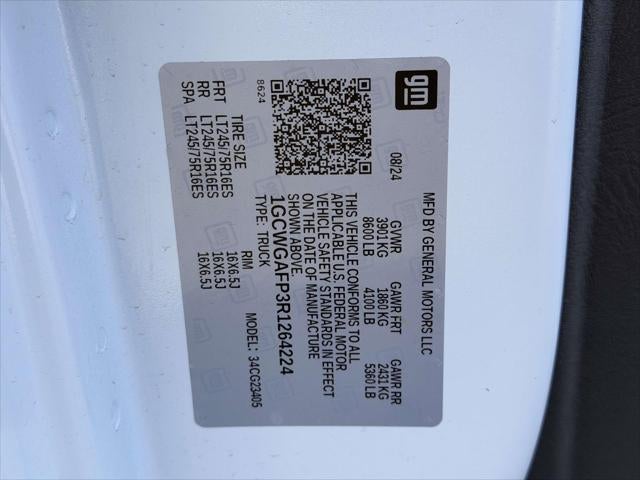 gm
MFD BY GENERAL MOTORS LLC
08/24
GVWR GAWR FRT GAWR RR
3901 KG 1860 KG 2431 KG
8600 LB 4100 LB 5360 LB
THIS VEHICLE CONFORMS TO ALL
APPLICABLE U.S. FEDERAL MOTOR
VEHICLE SAFETY STANDARDS IN EFFECT
ON THE DATE OF MANUFACTURE
SHOWN ABOVE.
1GCWGAFP3R1264224
TYPE: TRUCK
8624
MODEL: 34CG23405
TIRE SIZE RIM
FRT LT245/75R16ES 16X6.5J
RR LT245/75R16ES 16X6.5J
SPA LT245/75R16ES 16X6.5J